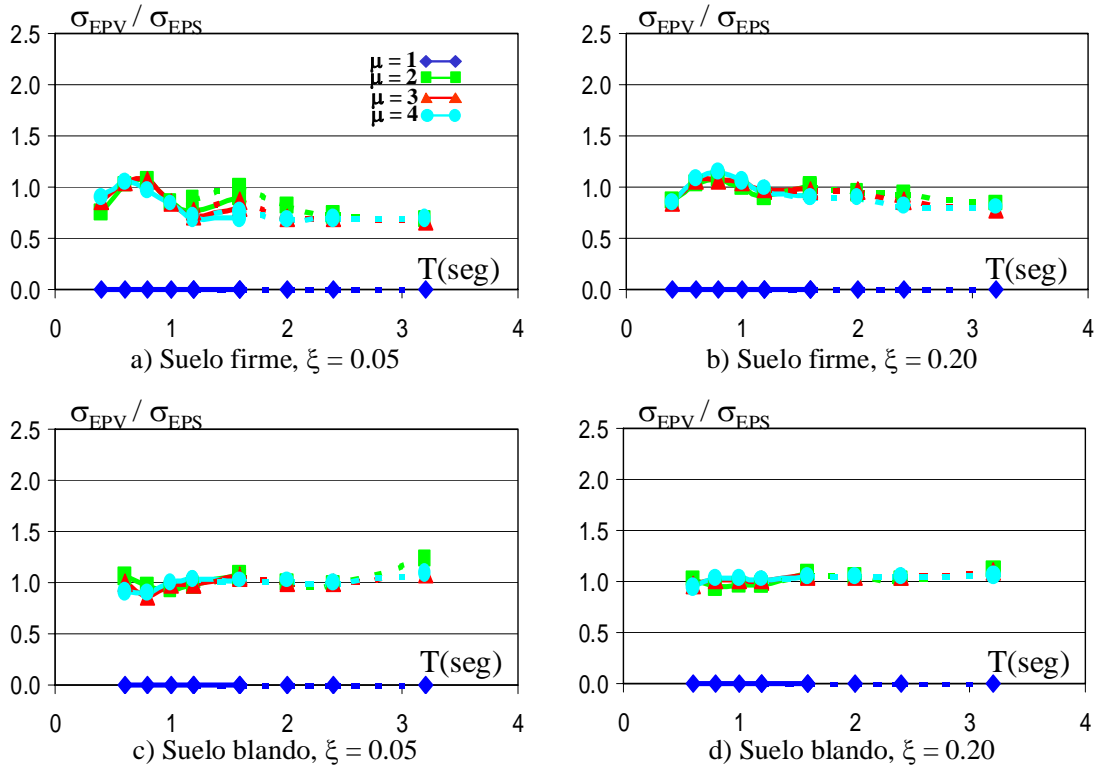 σEPV / σEPS
2.5
2.0
1.5
1.0
0.5
0.0
μ = 1
μ = 2
μ = 3
μ = 4
T(seg)
0 1 2 3 4
a) Suelo firme, ξ = 0.05
σEPV / σEPS
2.5
2.0
1.5
1.0
0.5
0.0
T(seg)
0 1 2 3 4
b) Suelo firme, ξ = 0.20
σEPV / σEPS
2.5
2.0
1.5
1.0
0.5
0.0
T(seg)
0 1 2 3 4
c) Suelo blando, ξ = 0.05
σEPV / σEPS
2.5
2.0
1.5
1.0
0.5
0.0
T(seg)
0 1 2 3 4
d) Suelo blando, ξ = 0.20